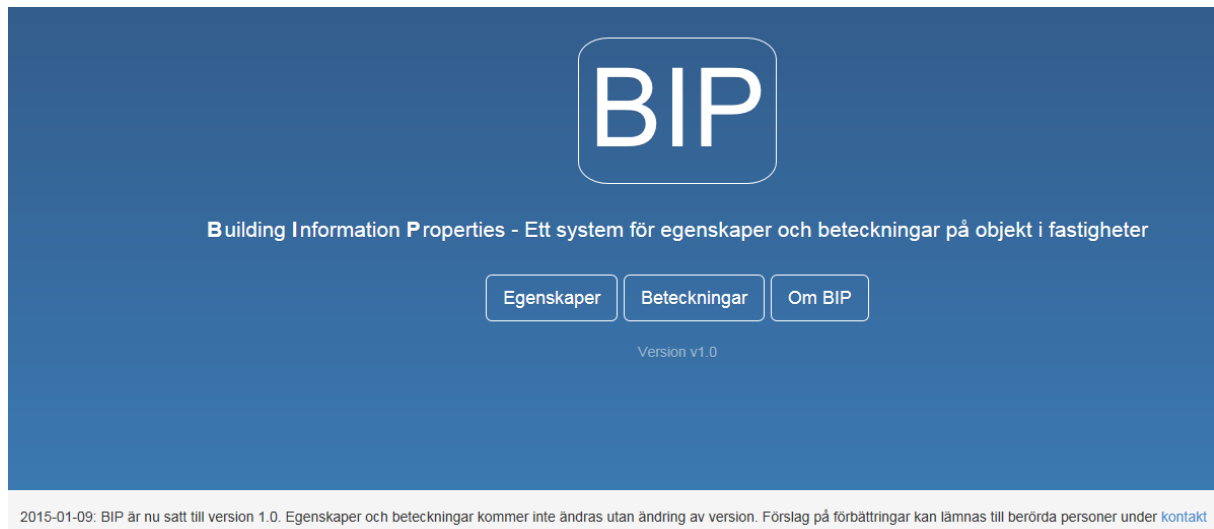 BIP
Building Information Properties - Ett system för egenskaper och beteckningar på objekt i fastigheter
Egenskaper Beteckningar Om BIP
Version v1.0
2015-01-09: BIP är nu satt till version 1.0. Egenskaper och beteckningar kommer inte ändras utan ändring av version. Förslag på förbättringar kan lämnas till berörda personer under kontakt